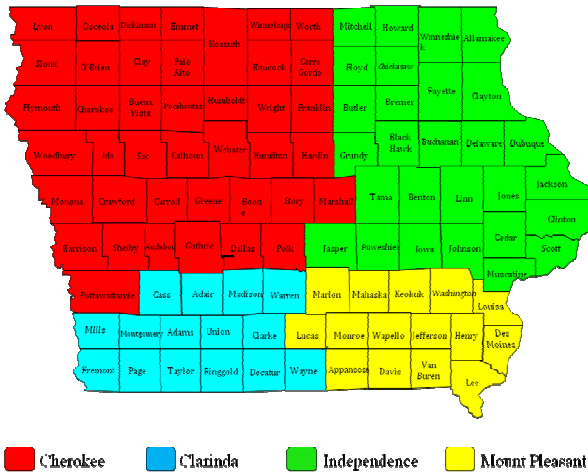 Lyon Osceola Dickinson Emmet Winnebago Worth Mitchell Howard Winneshie Allamakee
k
Kossuth
Sioux O'Brien Clay Palo Hancock Cerro Floyd Chickasaw
Alto Gordo
Fayette Clayton
Plymouth Cherokee Buena Pocahontas Humboldt Wright Franklin Butler Bremer
Vista
Woodbury Ida Sac Calhoun Webster Hamilton Hardin Grundy Black Buchanan Delaware Dubuque
Hawk
Monona Crawford Carroll Greene Boon Story Marshall Tama Benton Linn Jones Jackson
e
Clinton
Harrison Shelby Audubon Guthrie Dallas Polk Jasper Poweshiek Iowa Johnson Cedar Scott
Muscatine
Pottawattamie Cass Adair Madison Warren Marion Mahaska Keokuk Washington Louisa
Mills Montgomery Adams Union Clarke Lucas Monroe Wapello Jefferson Henry Des
Moines
Fremont Page Taylor Ringgold Decatur Wayne Appanoose Davis Van Lee
Buren
Cherokee Clarinda Independence Mount Pleasant